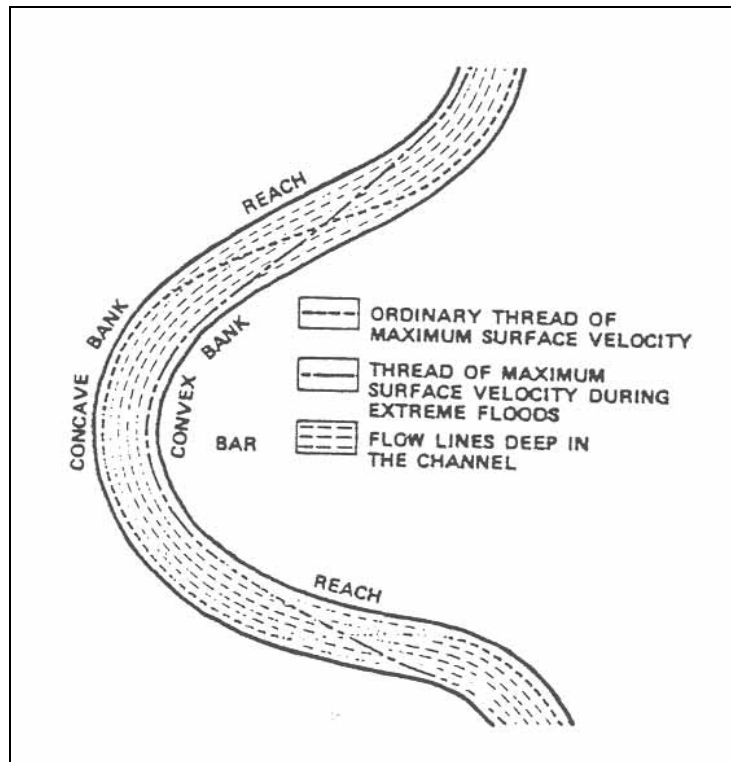 REACH
CONCAVE BANK
CONVEX BANK
BAR
ORDINARY THREAD OF
MAXIMUM SURFACE VELOCITY
THREAD OF MAXIMUM
SURFACE VELOCITY DURING
EXTREME FLOODS
FLOW LINES DEEP IN
THE CHANNEL
REACH